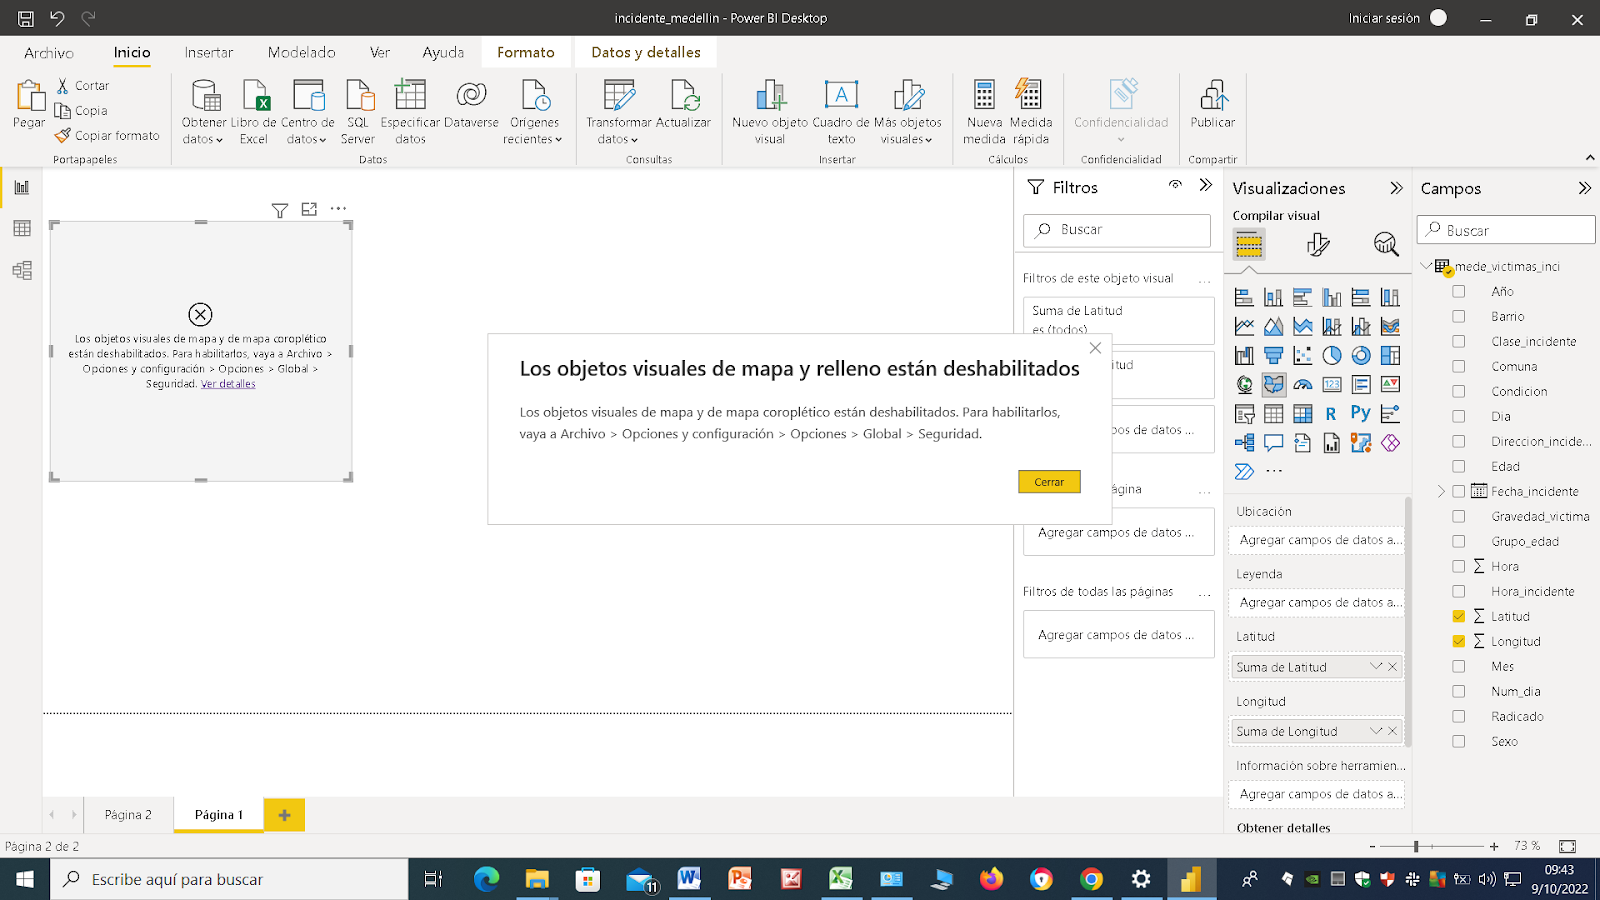 incidente_medellin - Power BI Desktop
Iniciar sesión
Archivo
Inicio
Insertar
Modelado
Ver
Ayuda
Formato
Datos y detalles
Pegar
Cortar
Copia
Copiar formato
Portapapeles
Obtener datos
Libro de Excel
Centro de datos
SQL Server
Especificar datos
Dataverse
Orígenes recientes
Datos
Transformar datos
Actualizar
Consultas
Nuevo objeto visual
Cuadro de texto
Más objetos visuales
Insertar
Nueva medida
Medida rápida
Cálculos
Confidencialidad
Confidencialidad
Publicar
Compartir
Los objetos visuales de mapa y de mapa coroplético
están deshabilitados. Para habilitarlos, vaya a Archivo >
Opciones y configuración > Opciones > Global >
Seguridad. Ver detalles
Los objetos visuales de mapa y relleno están deshabilitados
Los objetos visuales de mapa y de mapa coroplético están deshabilitados. Para habilitarlos,
vaya a Archivo > Opciones y configuración > Opciones > Global > Seguridad.
Cerrar
Filtros
Buscar
Filtros de este objeto visual
...
Suma de Latitud
es (todos)
itud
pos de datos ...
ágina
...
Agregar campos de datos ...
Filtros de todas las páginas
...
Agregar campos de datos ...
Visualizaciones
Compilar visual
123
R
Py
...
Ubicación
Agregar campos de datos a...
Leyenda
Agregar campos de datos a...
Latitud
Suma de Latitud
Longitud
Suma de Longitud
Información sobre herramien...
Agregar campos de datos a...
Obtener detalles
Campos
Buscar
mede_victimas_inci
Año
Barrio
Clase_incidente
Comuna
Condicion
Dia
Direccion_incide...
Edad
Fecha_incidente
Gravedad_victima
Grupo_edad
Hora
Hora_incidente
Latitud
Longitud
Mes
Num_dia
Radicado
Sexo
Página 2
Página 1
Página 2 de 2
- + 73 %
Escribe aquí para buscar
11
09:43
9/10/2022